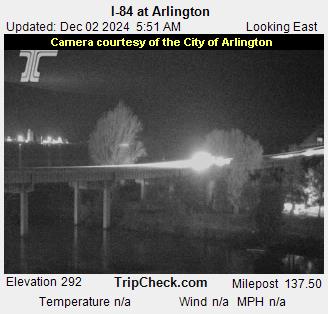 I-84 at Arlington
Updated: Dec 02 2024 5:51 AM Looking East
Camera courtesy of the City of Arlington
Elevation 292 TripCheck.com Milepost 137.50
Temperature n/a Wind n/a MPH n/a